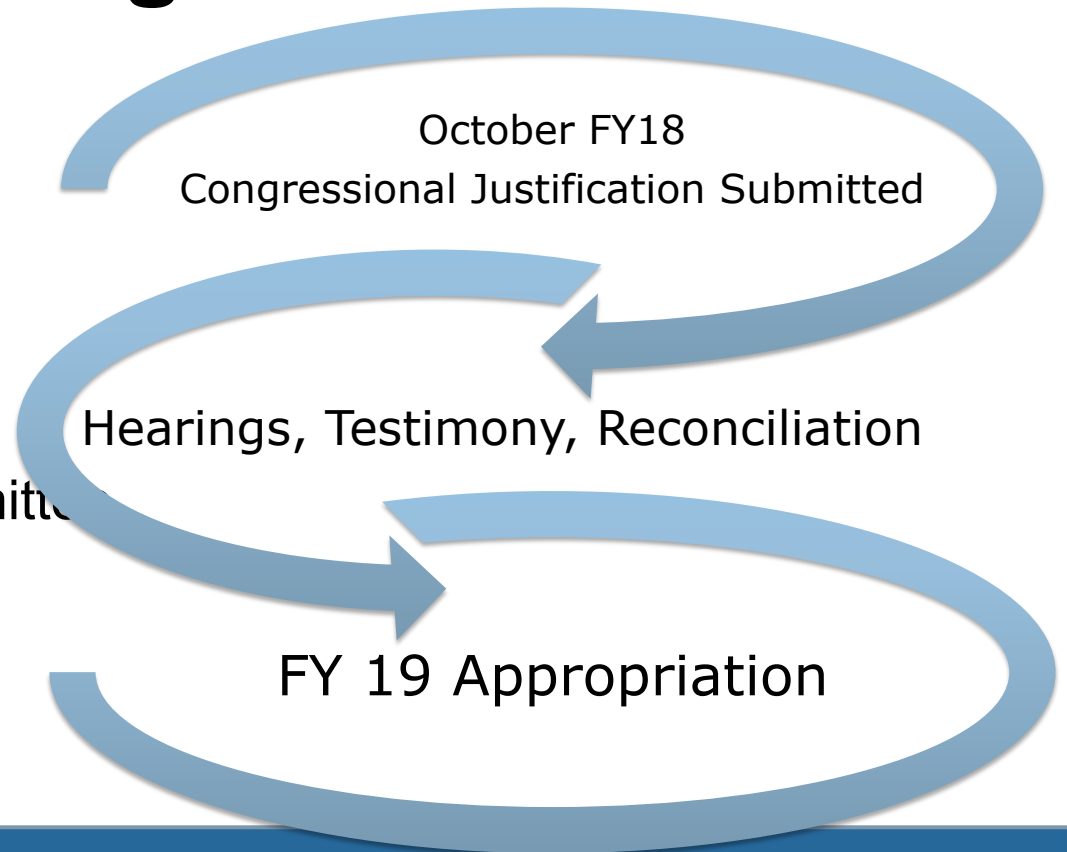 October FY18
Congressional Justification Submitted
Hearings, Testimony, Reconciliation
FY 19 Appropriation